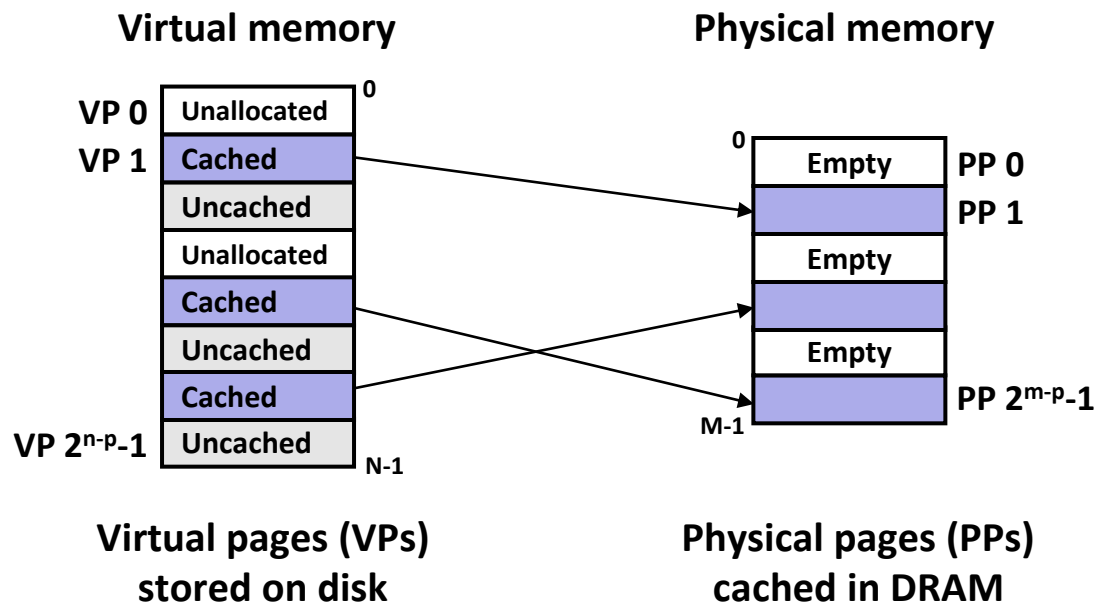 Virtual memory
Physical memory
0
VP 0 Unallocated
VP 1 Cached
Uncached
Unallocated
Cached
Uncached
Cached
VP 2ⁿ⁻ᵖ-1 Uncached
N-1
0
Empty PP 0
PP 1
Empty
Empty
PP 2ᵐ⁻ᵖ-1
M-1
Virtual pages (VPs)
stored on disk
Physical pages (PPs)
cached in DRAM